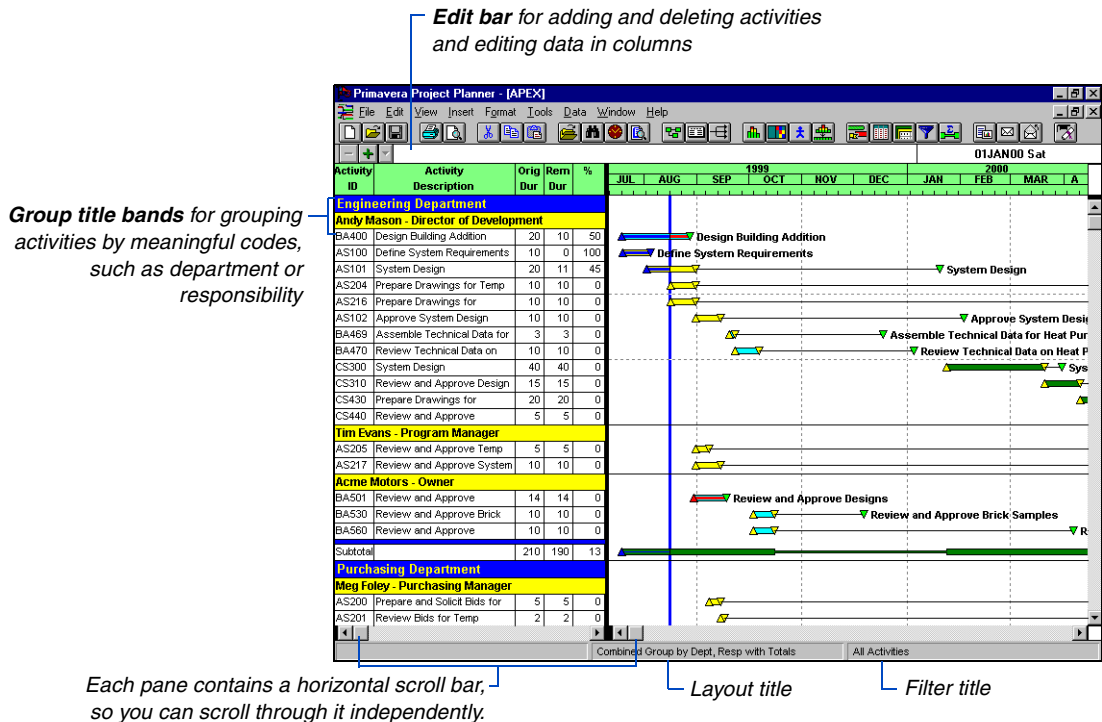 Edit bar for adding and deleting activities
and editing data in columns
Primavera Project Planner - [APEX]
File Edit View Insert Format Tools Data Window Help
01JAN00 Sat
Activity Activity Orig Rem %
ID Description Dur Dur
1999 2000
JUL AUG SEP OCT NOV DEC JAN FEB MAR A
Group title bands for grouping
activities by meaningful codes,
such as department or
responsibility
Engineering Department
Andy Mason - Director of Development
BA400 Design Building Addition 20 10 50 Design Building Addition
AS100 Define System Requirements 10 0 100 Define System Requirements
AS101 System Design 20 11 45 System Design
AS204 Prepare Drawings for Temp 10 10 0
AS216 Prepare Drawings for 10 10 0
AS102 Approve System Design 10 10 0 Approve System Desig
BA469 Assemble Technical Data for 3 3 0 Assemble Technical Data for Heat Pur
BA470 Review Technical Data on 10 10 0 Review Technical Data on Heat P
CS300 System Design 40 40 0 Sys
CS310 Review and Approve Design 15 15 0
CS430 Prepare Drawings for 20 20 0
CS440 Review and Approve 5 5 0
Tim Evans - Program Manager
AS205 Review and Approve Temp 5 5 0
AS217 Review and Approve System 10 10 0
Acme Motors - Owner
BA501 Review and Approve 14 14 0 Review and Approve Designs
BA530 Review and Approve Brick 10 10 0 Review and Approve Brick Samples
BA560 Review and Approve 10 10 0 R
Subtotal 210 190 13
Purchasing Department
Meg Foley - Purchasing Manager
AS200 Prepare and Solicit Bids for 5 5 0
AS201 Review Bids for Temp 2 2 0
Combined Group by Dept, Resp with Totals All Activities
Each pane contains a horizontal scroll bar,
so you can scroll through it independently.
Layout title
Filter title